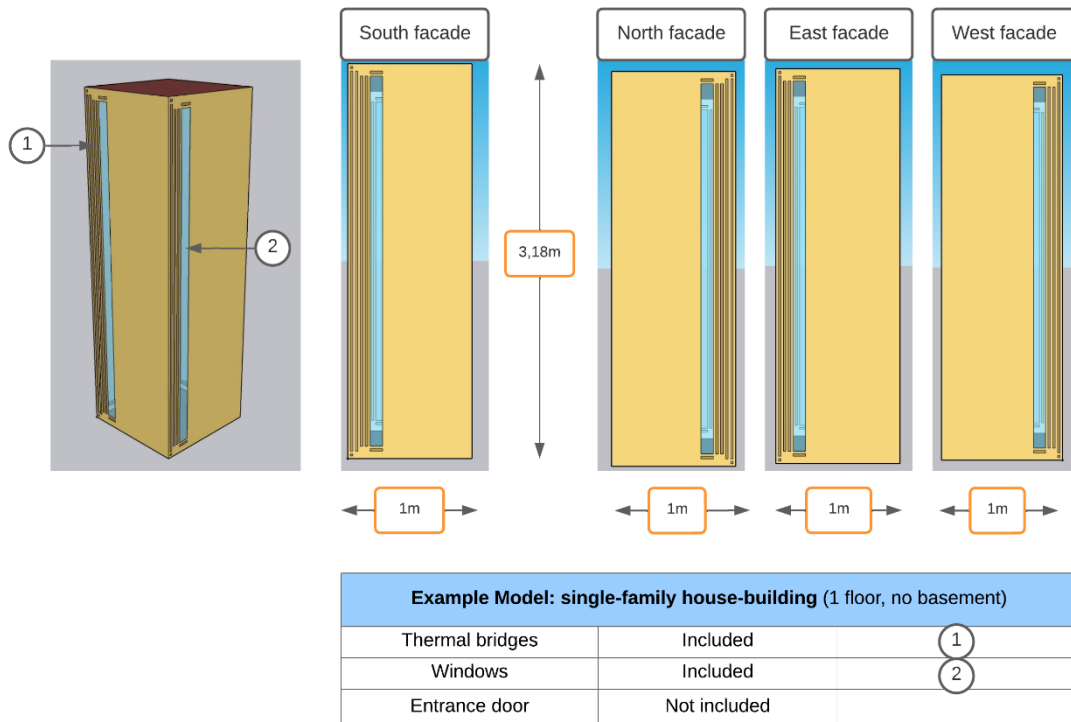 South facade
North facade
East facade
West facade
1
2
3,18m
1m
1m
1m
1m
Example Model: single-family house-building (1 floor, no basement)
Thermal bridges Included 1
Windows Included 2
Entrance door Not included